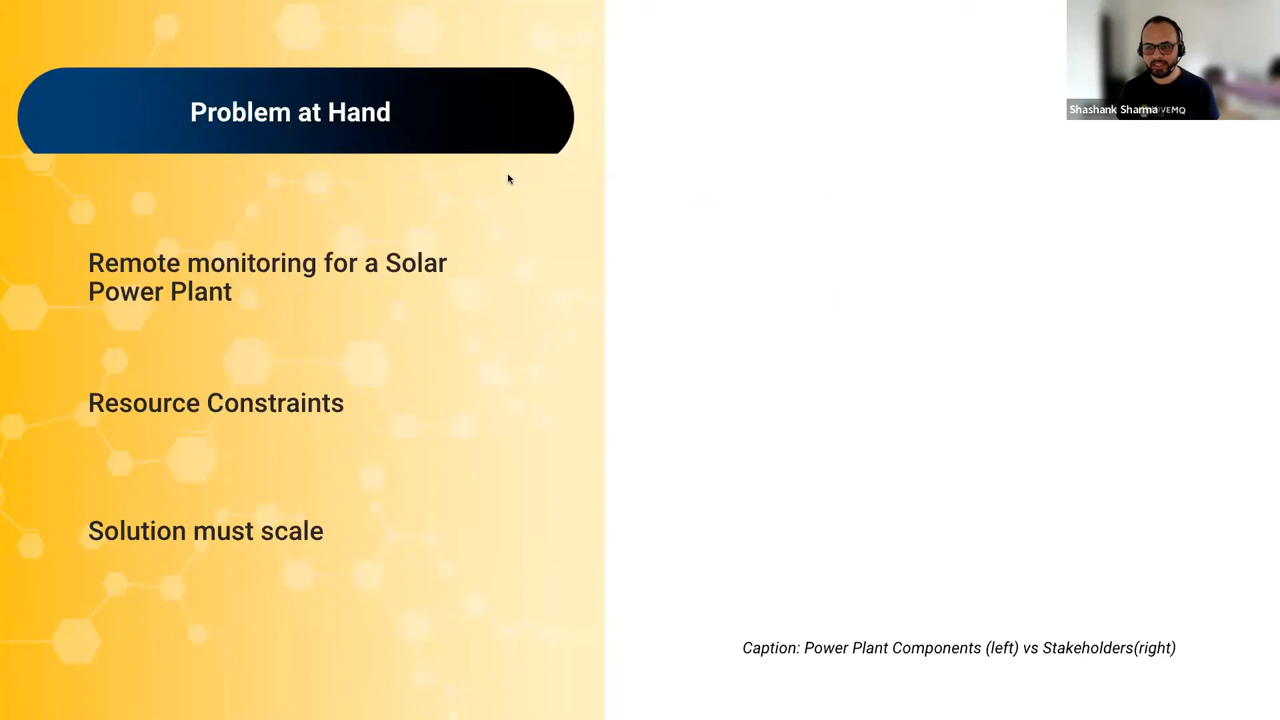 Problem at Hand
Remote monitoring for a Solar
Power Plant
Resource Constraints
Solution must scale
Caption: Power Plant Components (left) vs Stakeholders(right)
Shashank Sharma